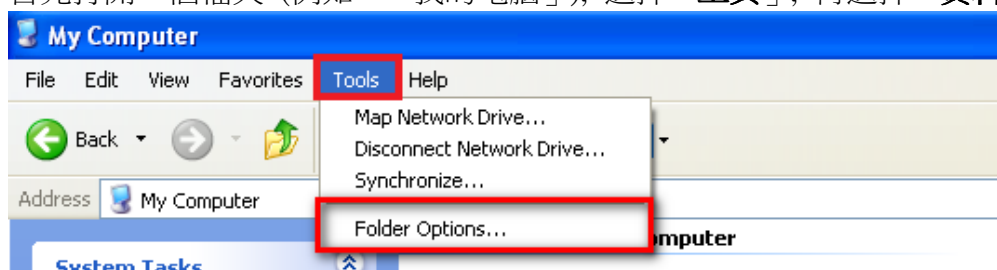 My Computer
File Edit View Favorites Tools Help
Map Network Drive...
Back
Disconnect Network Drive...
Synchronize...
Address My Computer
Folder Options...
System Tasks